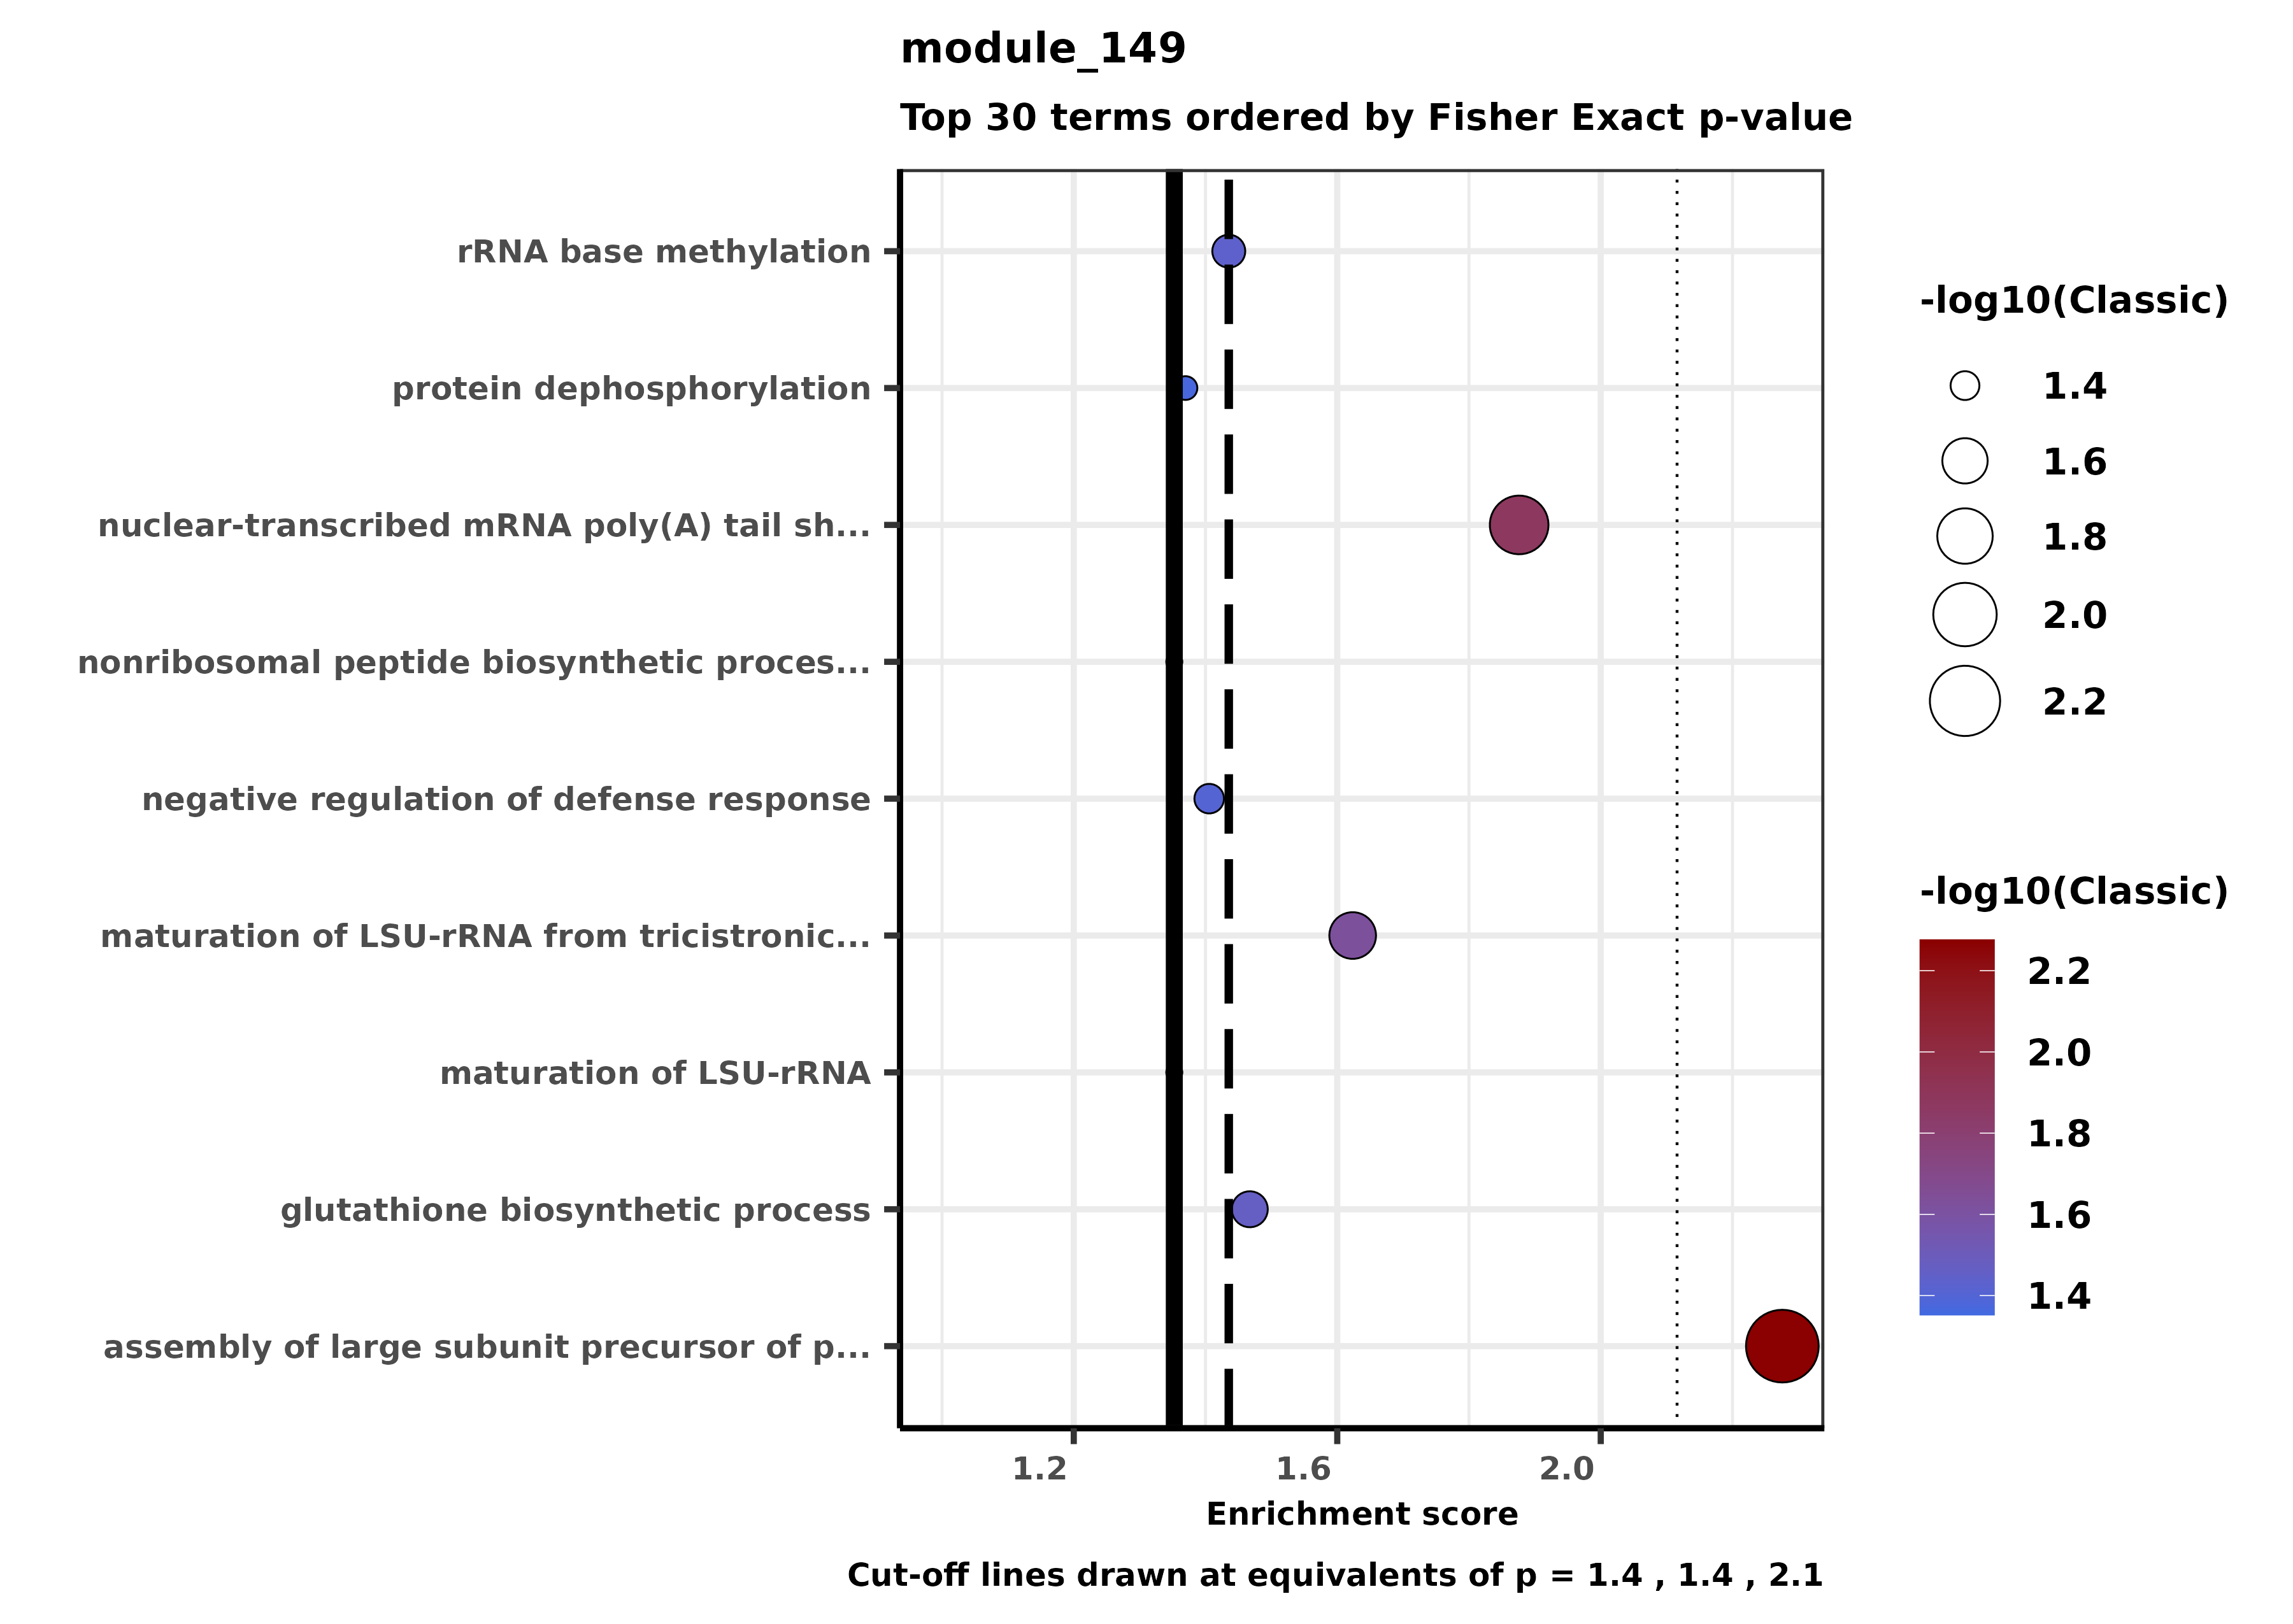 module_149
Top 30 terms ordered by Fisher Exact p-value
rRNA base methylation
protein dephosphorylation
nuclear-transcribed mRNA poly(A) tail sh...
nonribosomal peptide biosynthetic proces...
negative regulation of defense response
maturation of LSU-rRNA from tricistronic...
maturation of LSU-rRNA
glutathione biosynthetic process
assembly of large subunit precursor of p...
1.2 1.6 2.0
Enrichment score
Cut-off lines drawn at equivalents of p = 1.4 , 1.4 , 2.1
-log10(Classic)
1.4
1.6
1.8
2.0
2.2
-log10(Classic)
2.2
2.0
1.8
1.6
1.4